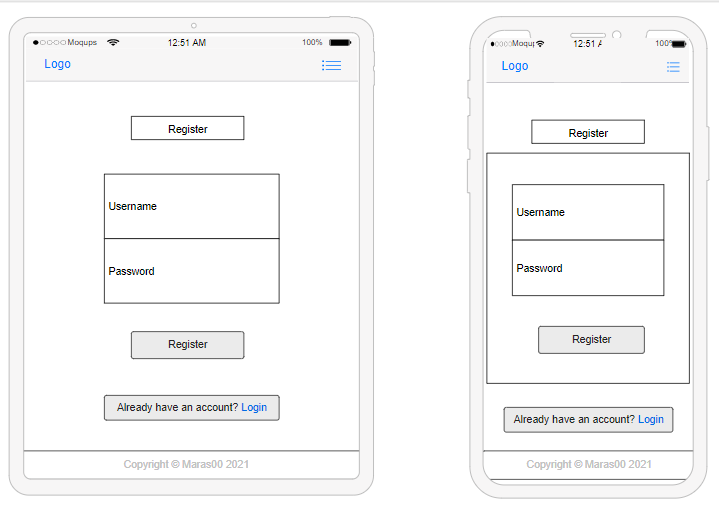 Moqups 12:51 AM 100%
Logo
Register
Username
Password
Register
Already have an account? Login
Copyright © Maras00 2021
Moqup 12:51 A 100%
Logo
Register
Username
Password
Register
Already have an account? Login
Copyright © Maras00 2021